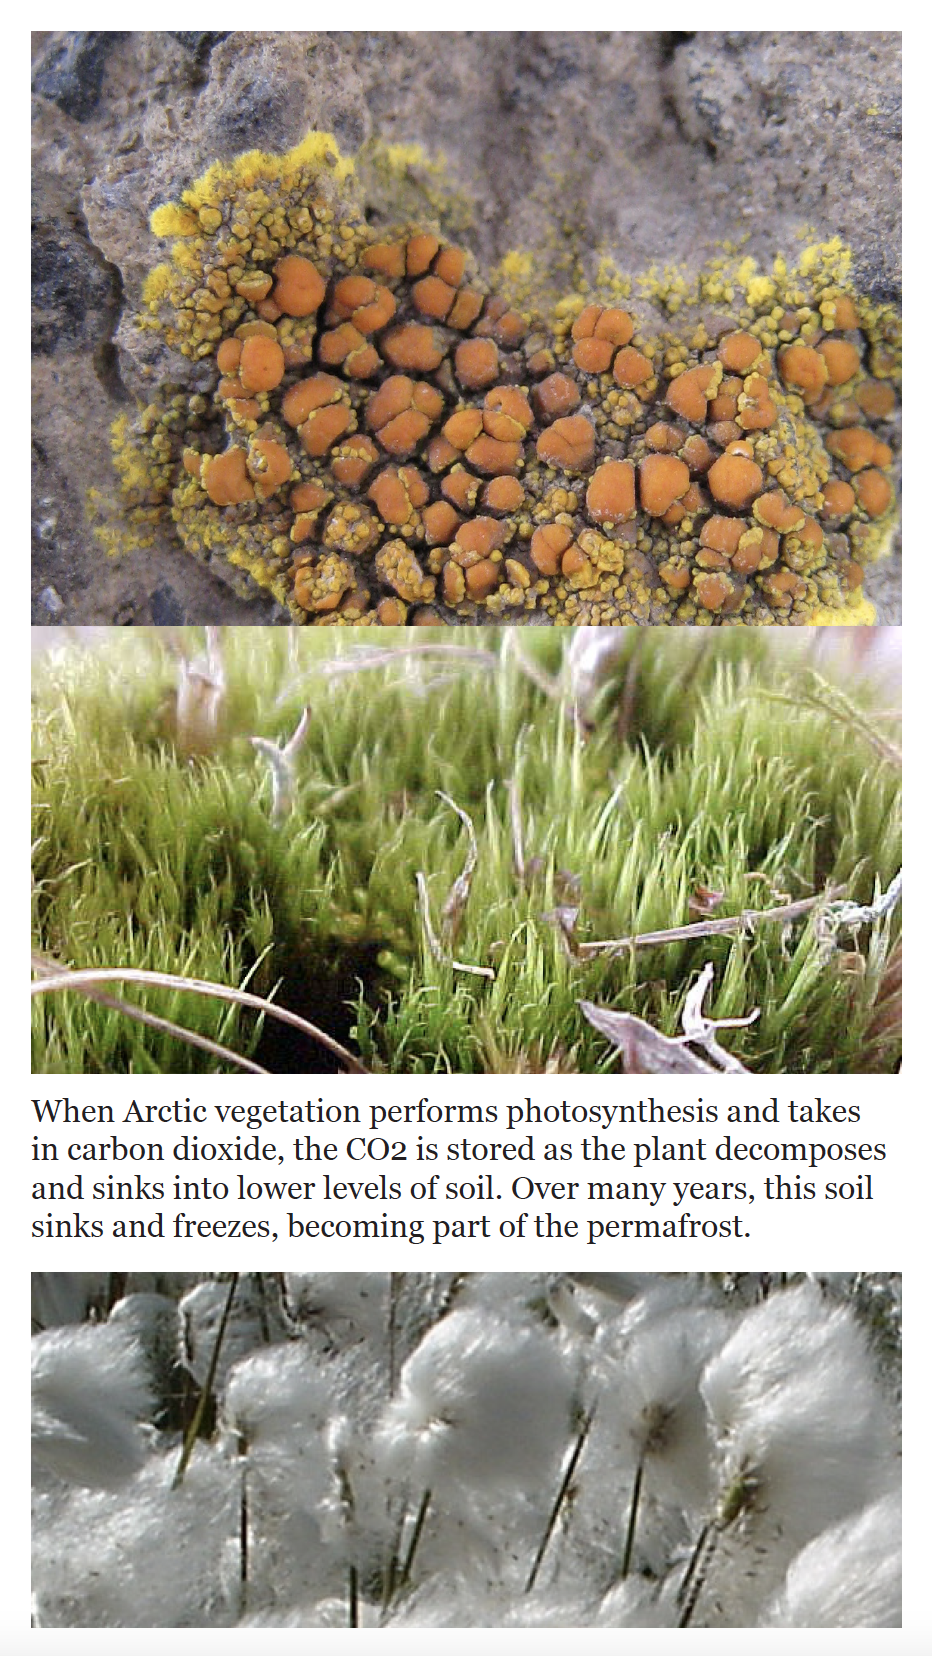 When Arctic vegetation performs photosynthesis and takes
in carbon dioxide, the CO2 is stored as the plant decomposes
and sinks into lower levels of soil. Over many years, this soil
sinks and freezes, becoming part of the permafrost.